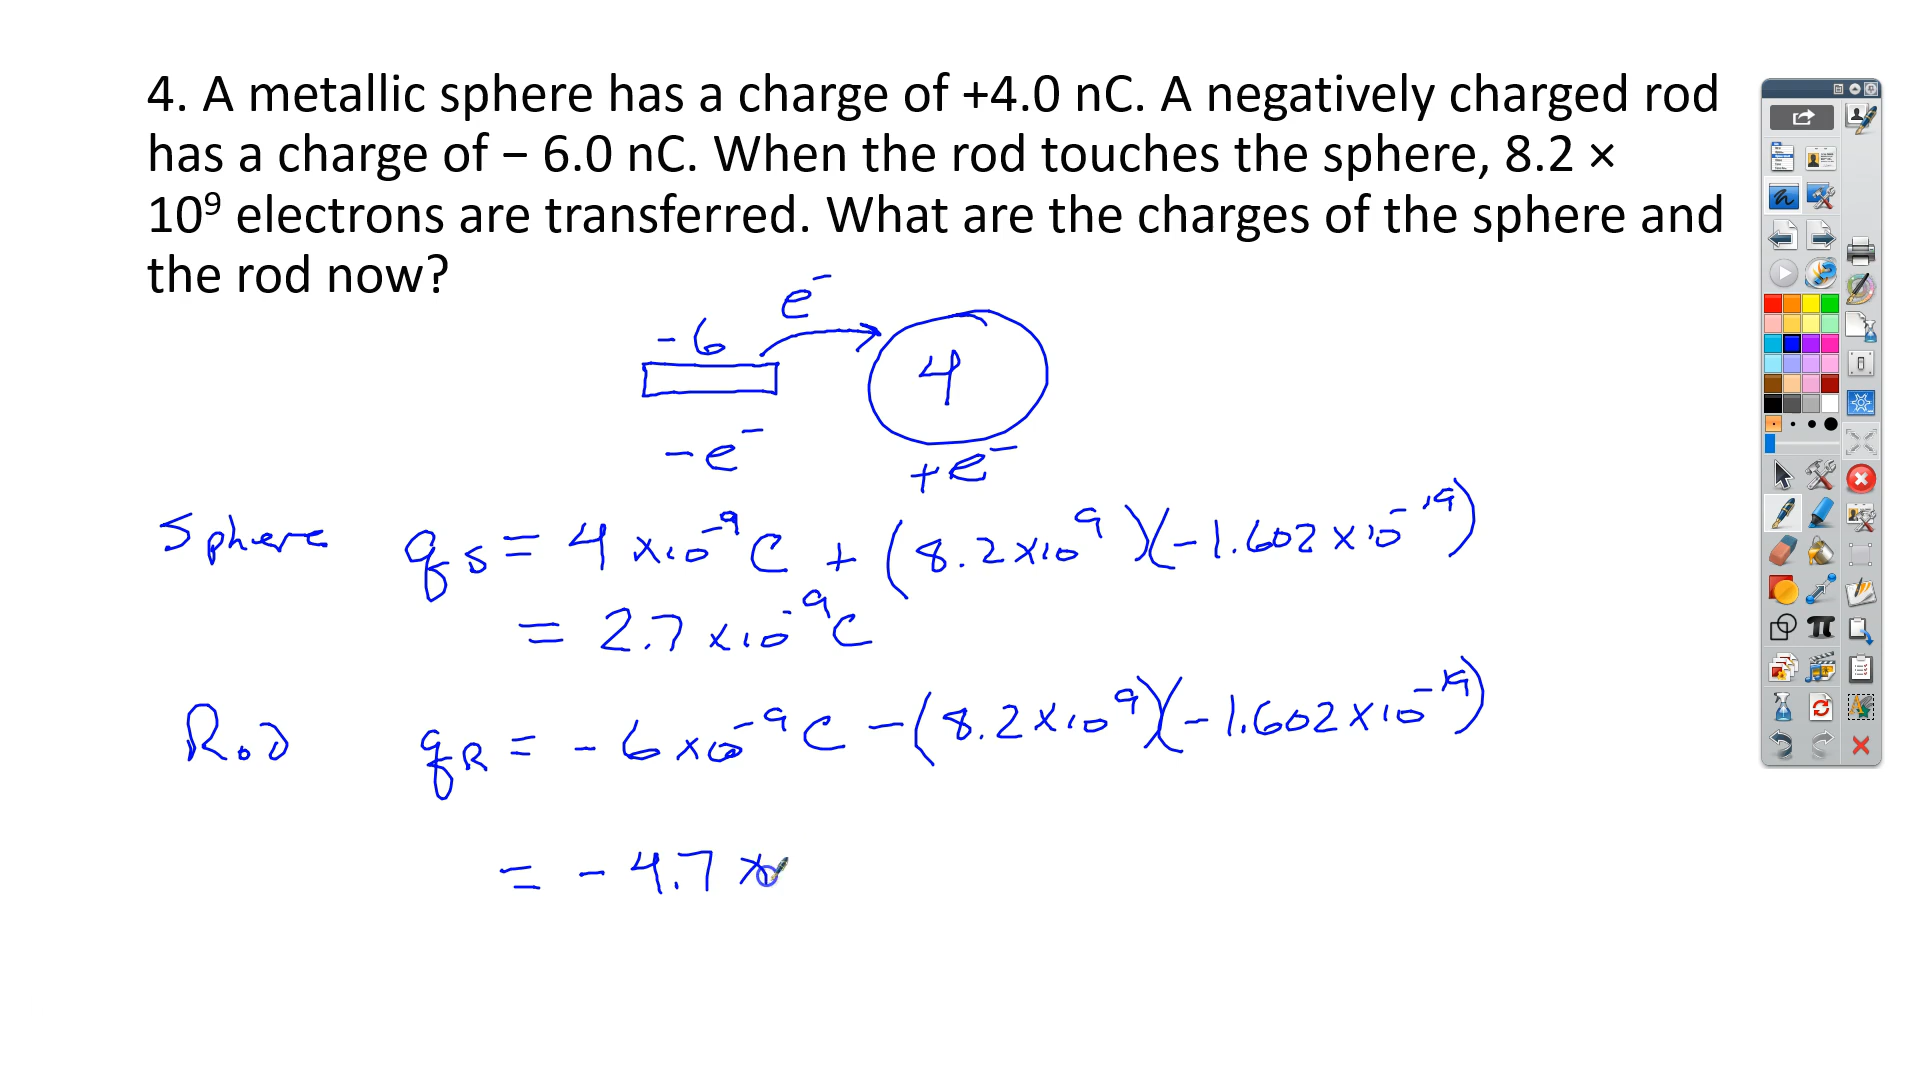 4. A metallic sphere has a charge of +4.0 nC. A negatively charged rod
has a charge of − 6.0 nC. When the rod touches the sphere, 8.2 ×
10⁹ electrons are transferred. What are the charges of the sphere and
the rod now?
e⁻
-6
4
-e⁻
+e⁻
Sphere qs = 4 x10⁻⁹ C + (8.2x10⁹)(-1.602x10⁻¹⁹)
= 2.7 x10⁻⁹ C
Rod qR = -6x10⁻⁹ C -(8.2x10⁹)(-1.602x10⁻¹⁹)
= - 4.7 x